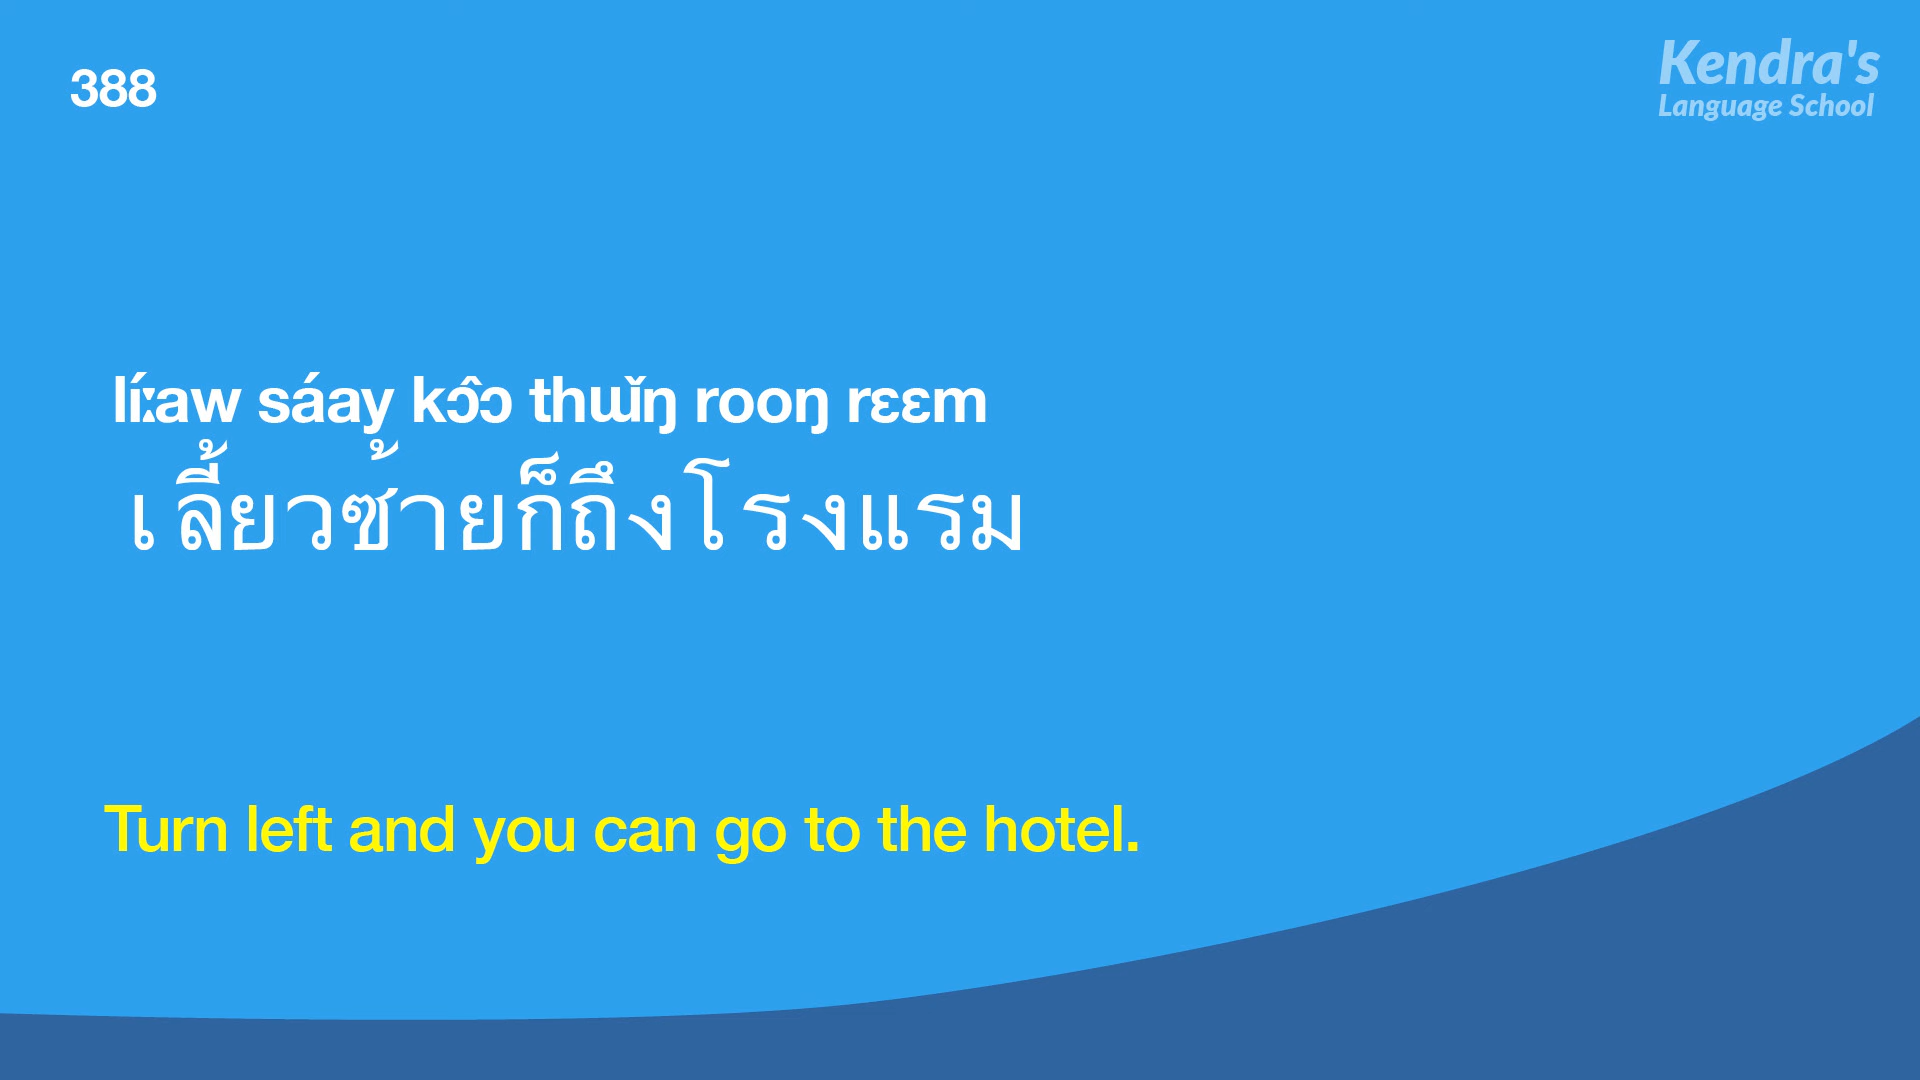 388
Kendra's
Language School
líːaw sáay kɔ̂ɔ thɯ̌ŋ rooŋ rɛɛm
เลี้ยวซ้ายก็ถึงโรงแรม
Turn left and you can go to the hotel.